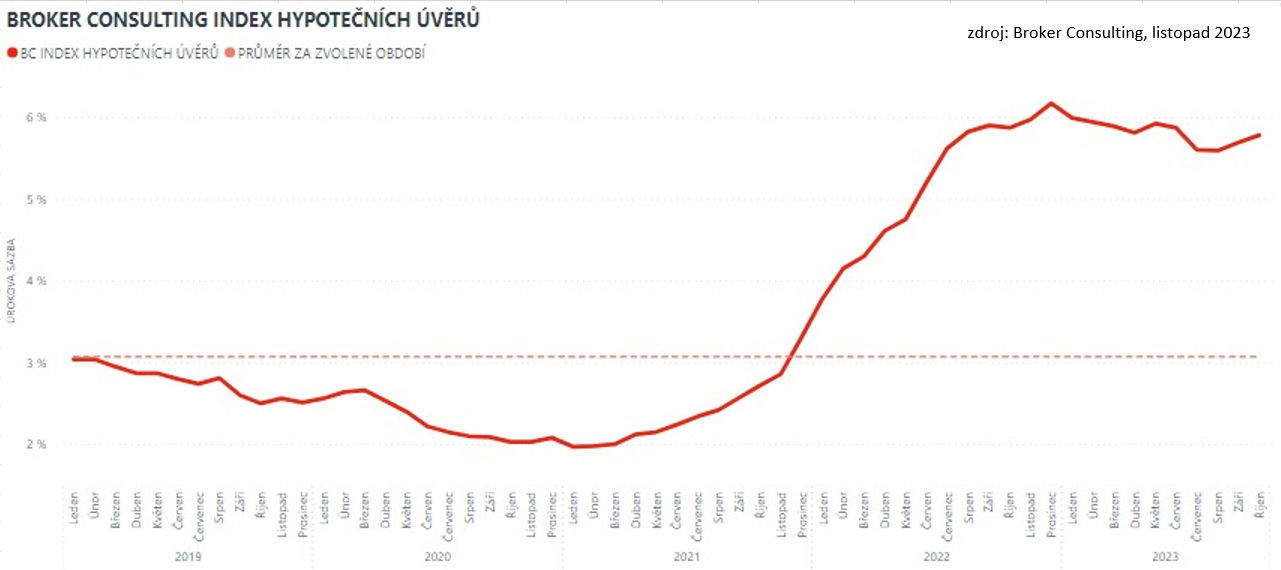 BROKER CONSULTING INDEX HYPOTEČNÍCH ÚVĚRŮ
zdroj: Broker Consulting, listopad 2023
BC INDEX HYPOTEČNÍCH ÚVĚRŮ PRŮMĚR ZA ZVOLENÉ OBDOBÍ
ÚROKOVÁ SAZBA
6 %
5 %
4 %
3 %
2 %
Leden Únor Březen Duben Květen Červen Červenec Srpen Září Říjen Listopad Prosinec Leden Únor Březen Duben Květen Červen Červenec Srpen Září Říjen Listopad Prosinec Leden Únor Březen Duben Květen Červen Červenec Srpen Září Říjen Listopad Prosinec Leden Únor Březen Duben Květen Červen Červenec Srpen Září Říjen Listopad Prosinec Leden Únor Březen Duben Květen Červen Červenec Srpen Září Říjen
2019 2020 2021 2022 2023